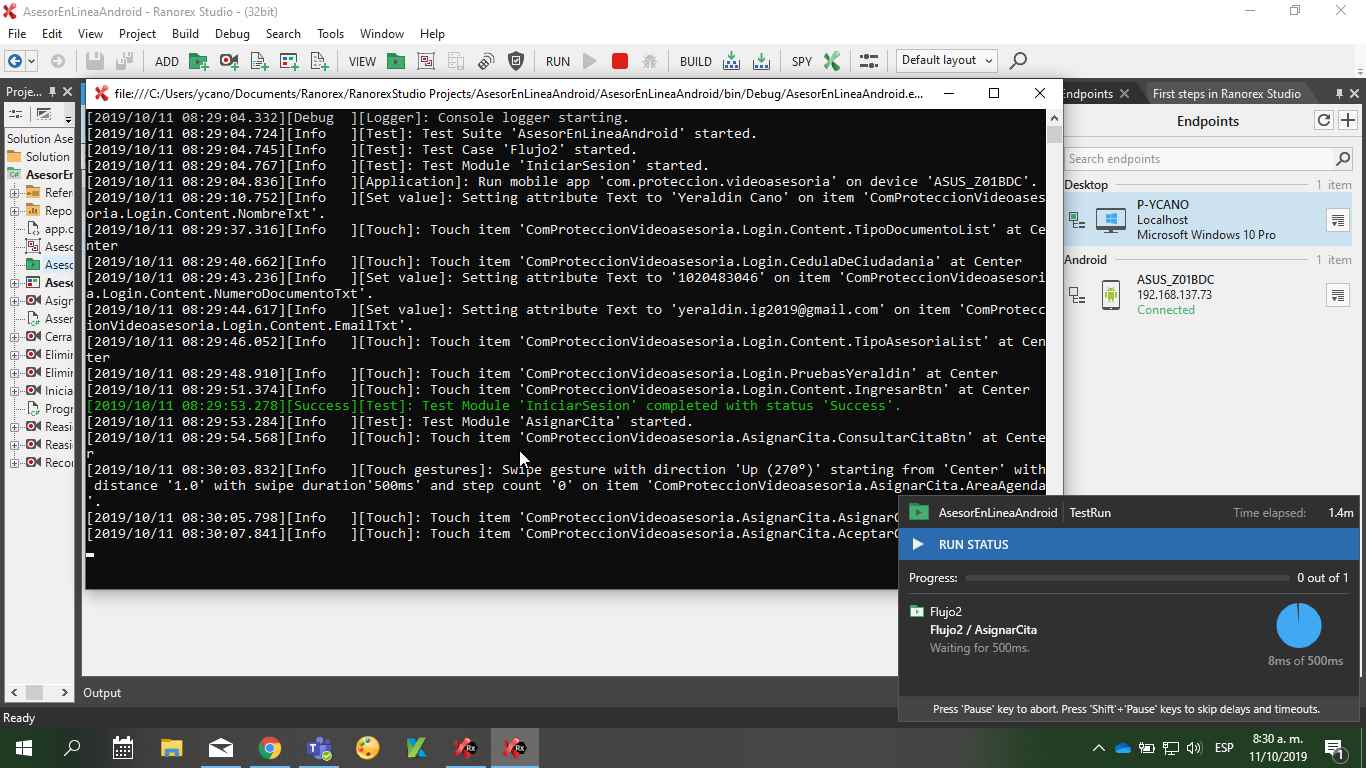 AsesorEnLineaAndroid - Ranorex Studio - (32bit)
File Edit View Project Build Debug Search Tools Window Help
ADD VIEW RUN BUILD SPY Default layout
Proje...
Solution Ase
Solution
AsesorEn
Refer
Repo
app.c
Aseso
Aseso
Aseso
Asign
Asser
Cerra
Elimin
Elimin
Inicia
Progr
Reasi
Reasi
Recor
file:///C:/Users/ycano/Documents/Ranorex/RanorexStudio Projects/AsesorEnLineaAndroid/AsesorEnLineaAndroid/bin/Debug/AsesorEnLineaAndroid.e...
[2019/10/11 08:29:04.332][Debug  ][Logger]: Console logger starting.
[2019/10/11 08:29:04.724][Info   ][Test]: Test Suite 'AsesorEnLineaAndroid' started.
[2019/10/11 08:29:04.745][Info   ][Test]: Test Case 'Flujo2' started.
[2019/10/11 08:29:04.767][Info   ][Test]: Test Module 'IniciarSesion' started.
[2019/10/11 08:29:04.836][Info   ][Application]: Run mobile app 'com.proteccion.videoasesoria' on device 'ASUS_Z01BDC'.
[2019/10/11 08:29:10.752][Info   ][Set value]: Setting attribute Text to 'Yeraldin Cano' on item 'ComProteccionVideoases
oria.Login.Content.NombreTxt'.
[2019/10/11 08:29:37.316][Info   ][Touch]: Touch item 'ComProteccionVideoasesoria.Login.Content.TipoDocumentoList' at Ce
nter
[2019/10/11 08:29:40.662][Info   ][Touch]: Touch item 'ComProteccionVideoasesoria.Login.CedulaDeCiudadania' at Center
[2019/10/11 08:29:43.236][Info   ][Set value]: Setting attribute Text to '1020483046' on item 'ComProteccionVideoasesori
a.Login.Content.NumeroDocumentoTxt'.
[2019/10/11 08:29:44.617][Info   ][Set value]: Setting attribute Text to 'yeraldin.ig2019@gmail.com' on item 'ComProtecc
ionVideoasesoria.Login.Content.EmailTxt'.
[2019/10/11 08:29:46.052][Info   ][Touch]: Touch item 'ComProteccionVideoasesoria.Login.Content.TipoAsesoriaList' at Cen
ter
[2019/10/11 08:29:48.910][Info   ][Touch]: Touch item 'ComProteccionVideoasesoria.Login.PruebasYeraldin' at Center
[2019/10/11 08:29:51.374][Info   ][Touch]: Touch item 'ComProteccionVideoasesoria.Login.Content.IngresarBtn' at Center
[2019/10/11 08:29:53.278][Success][Test]: Test Module 'IniciarSesion' completed with status 'Success'.
[2019/10/11 08:29:53.284][Info   ][Test]: Test Module 'AsignarCita' started.
[2019/10/11 08:29:54.568][Info   ][Touch]: Touch item 'ComProteccionVideoasesoria.AsignarCita.ConsultarCitaBtn' at Cente
r
[2019/10/11 08:30:03.832][Info   ][Touch gestures]: Swipe gesture with direction 'Up (270º)' starting from 'Center' with
distance '1.0' with swipe duration'500ms' and step count '0' on item 'ComProteccionVideoasesoria.AsignarCita.AreaAgenda
'.
[2019/10/11 08:30:05.798][Info   ][Touch]: Touch item 'ComProteccionVideoasesoria.AsignarCita.AsignarC
[2019/10/11 08:30:07.841][Info   ][Touch]: Touch item 'ComProteccionVideoasesoria.AsignarCita.AceptarC
Endpoints First steps in Ranorex Studio
Endpoints
Search endpoints
Desktop 1 item
P-YCANO
Localhost
Microsoft Windows 10 Pro
Android 1 item
ASUS_Z01BDC
192.168.137.73
Connected
AsesorEnLineaAndroid TestRun Time elapsed: 1.4m
RUN STATUS
Progress: 0 out of 1
Flujo2
Flujo2 / AsignarCita
Waiting for 500ms.
8ms of 500ms
Press 'Pause' key to abort. Press 'Shift'+'Pause' keys to skip delays and timeouts.
Output
Ready
ESP
8:30 a. m.
11/10/2019
1